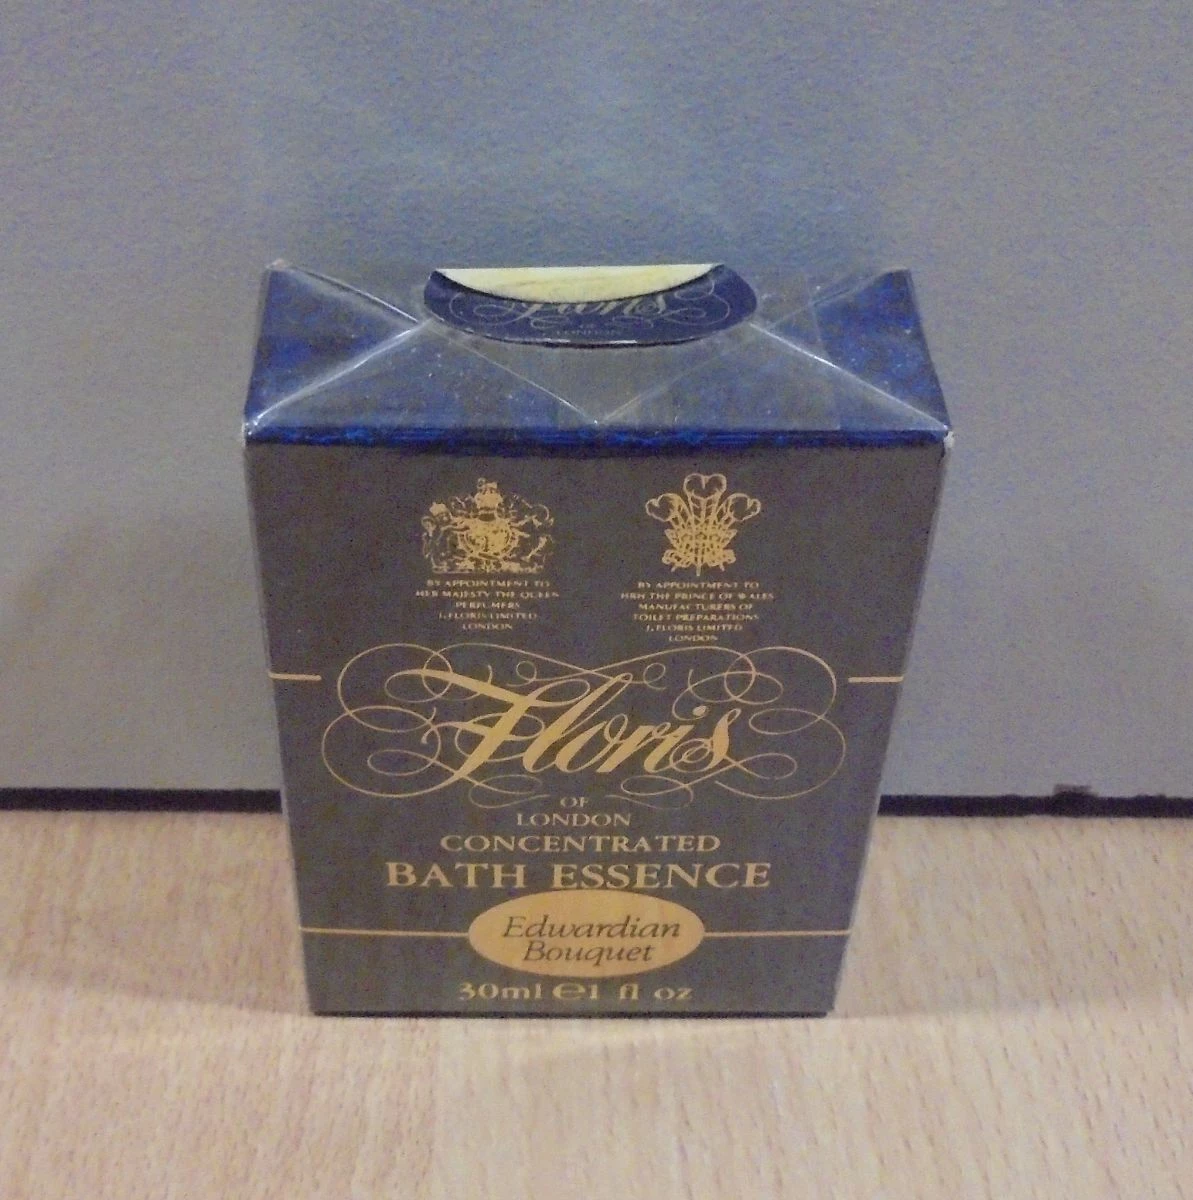 Floris
OF
LONDON
BY APPOINTMENT TO
HER MAJESTY THE QUEEN
PERFUMERS
J. FLORIS LIMITED
LONDON
BY APPOINTMENT TO
HRH THE PRINCE OF WALES
MANUFACTURERS OF
TOILET PREPARATIONS
J. FLORIS LIMITED
LONDON
Floris
OF
LONDON
CONCENTRATED
BATH ESSENCE
Edwardian
Bouquet
30ml e 1 fl oz